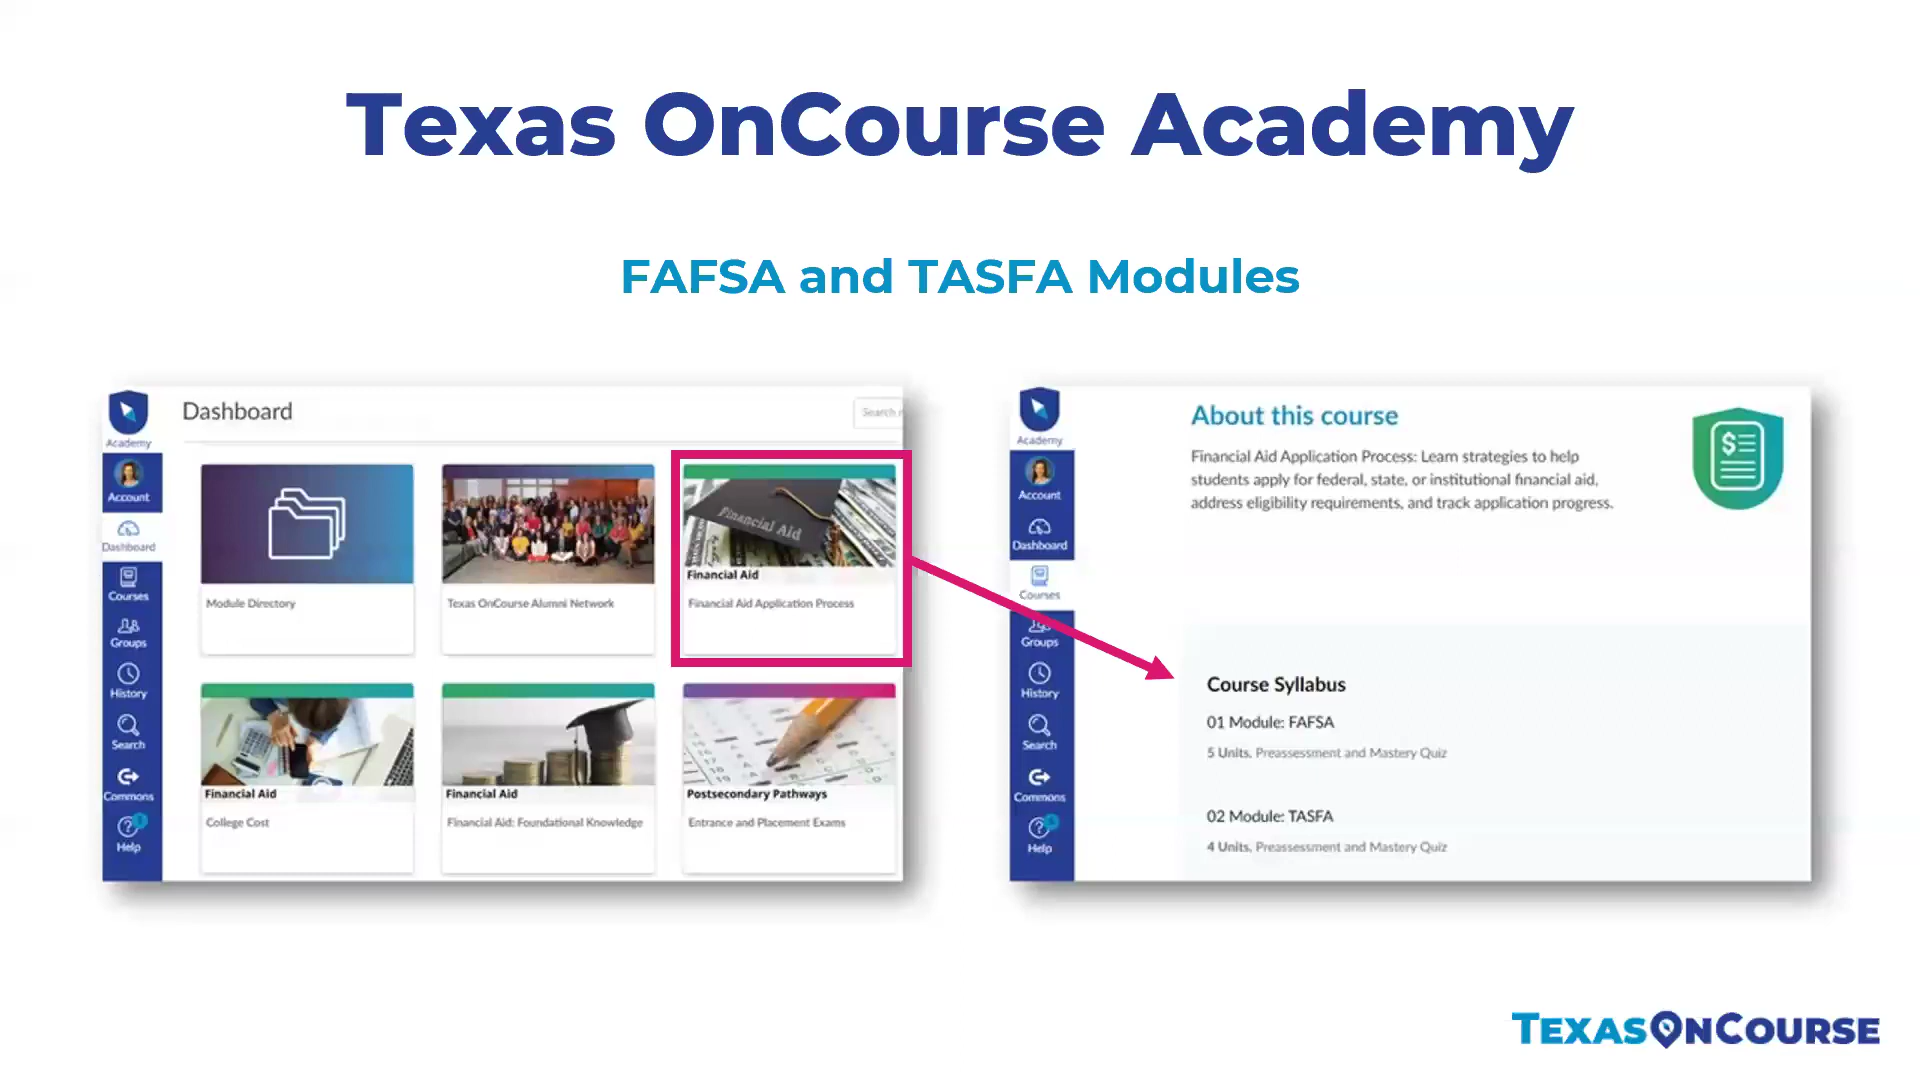 Texas OnCourse Academy
FAFSA and TASFA Modules
Academy
Account
Dashboard
Courses
Groups
History
Search
Commons
Help
Dashboard
Search
Module Directory
Texas OnCourse Alumni Network
Financial Aid
Financial Aid
Financial Aid Application Process
Financial Aid
College Cost
Financial Aid
Financial Aid: Foundational Knowledge
Postsecondary Pathways
Entrance and Placement Exams
Academy
Account
Dashboard
Courses
Groups
History
Search
Commons
Help
About this course
Financial Aid Application Process: Learn strategies to help
students apply for federal, state, or institutional financial aid,
address eligibility requirements, and track application progress.
Course Syllabus
01 Module: FAFSA
5 Units, Preassessment and Mastery Quiz
02 Module: TASFA
4 Units, Preassessment and Mastery Quiz
TEXASONCOURSE